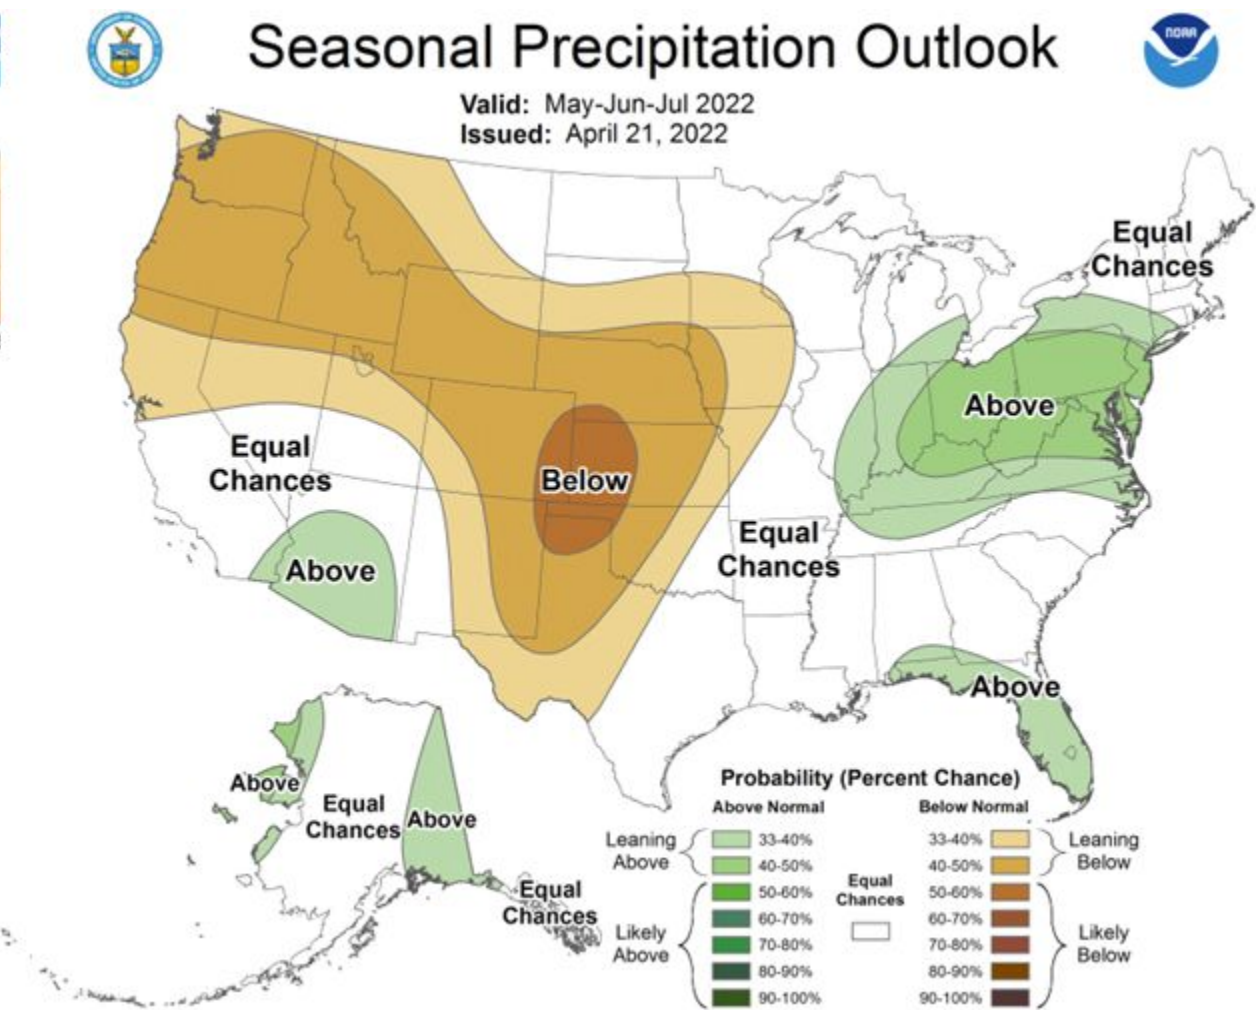 Seasonal Precipitation Outlook
NOAA
Valid: May-Jun-Jul 2022
Issued: April 21, 2022
Equal
Chances
Above
Equal
Chances
Below
Equal
Chances
Above
Above
Above
Equal
Chances
Above
Equal
Chances
Probability (Percent Chance)
Above Normal
Below Normal
Leaning
Above
33-40%
40-50%
50-60%
60-70%
70-80%
80-90%
90-100%
Likely
Above
Equal
Chances
33-40%
40-50%
50-60%
60-70%
70-80%
80-90%
90-100%
Leaning
Below
Likely
Below